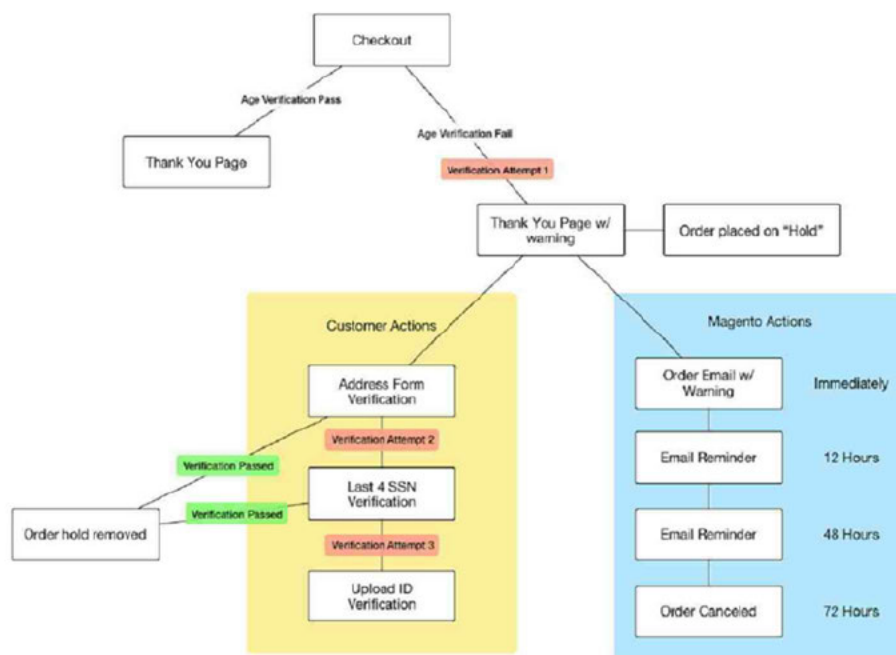 Checkout
Age Verification Pass
Age Verification Fail
Thank You Page
Verification Attempt 1
Thank You Page w/
warning
Order placed on "Hold"
Customer Actions
Magento Actions
Address Form
Verification
Order Email w/
Warning
Immediately
Verification Attempt 2
Verification Passed
Email Reminder
12 Hours
Last 4 SSN
Verification
Verification Passed
Order hold removed
Email Reminder
48 Hours
Verification Attempt 3
Upload ID
Verification
Order Canceled
72 Hours